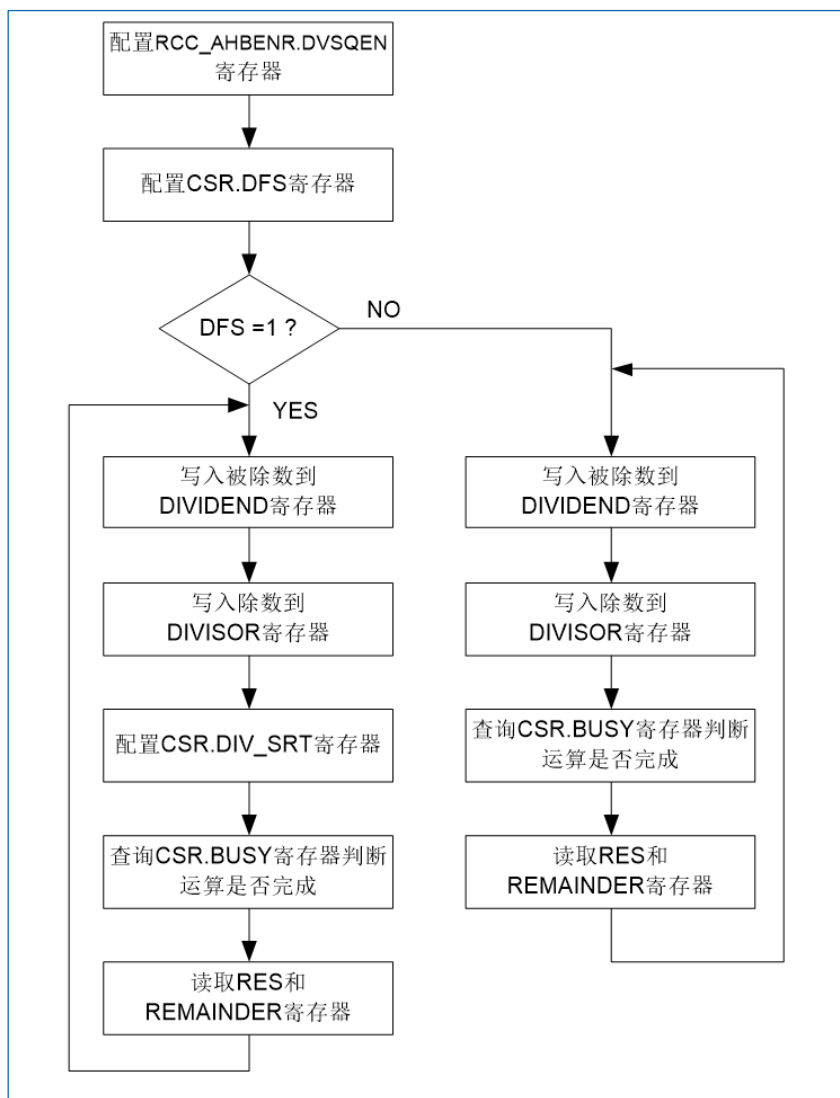 配置RCC_AHBENR.DVSQEN
寄存器
配置CSR.DFS寄存器
DFS =1 ?
NO
YES
写入被除数到
DIVIDEND寄存器
写入除数到
DIVISOR寄存器
配置CSR.DIV_SRT寄存器
查询CSR.BUSY寄存器判断
运算是否完成
读取RES和
REMAINDER寄存器
写入被除数到
DIVIDEND寄存器
写入除数到
DIVISOR寄存器
查询CSR.BUSY寄存器判断
运算是否完成
读取RES和
REMAINDER寄存器